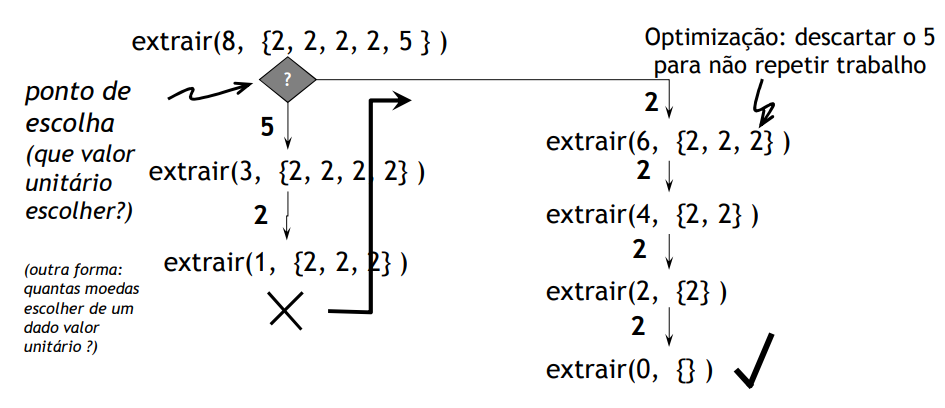 extrair(8, {2, 2, 2, 2, 5 } )
?
ponto de
escolha
(que valor
unitário
escolher?)
(outra forma:
quantas moedas
escolher de um
dado valor
unitário ?)
5
extrair(3, {2, 2, 2, 2} )
2
extrair(1, {2, 2, 2} )
Optimização: descartar o 5
para não repetir trabalho
2
extrair(6, {2, 2, 2} )
2
extrair(4, {2, 2} )
2
extrair(2, {2} )
2
extrair(0, {} )